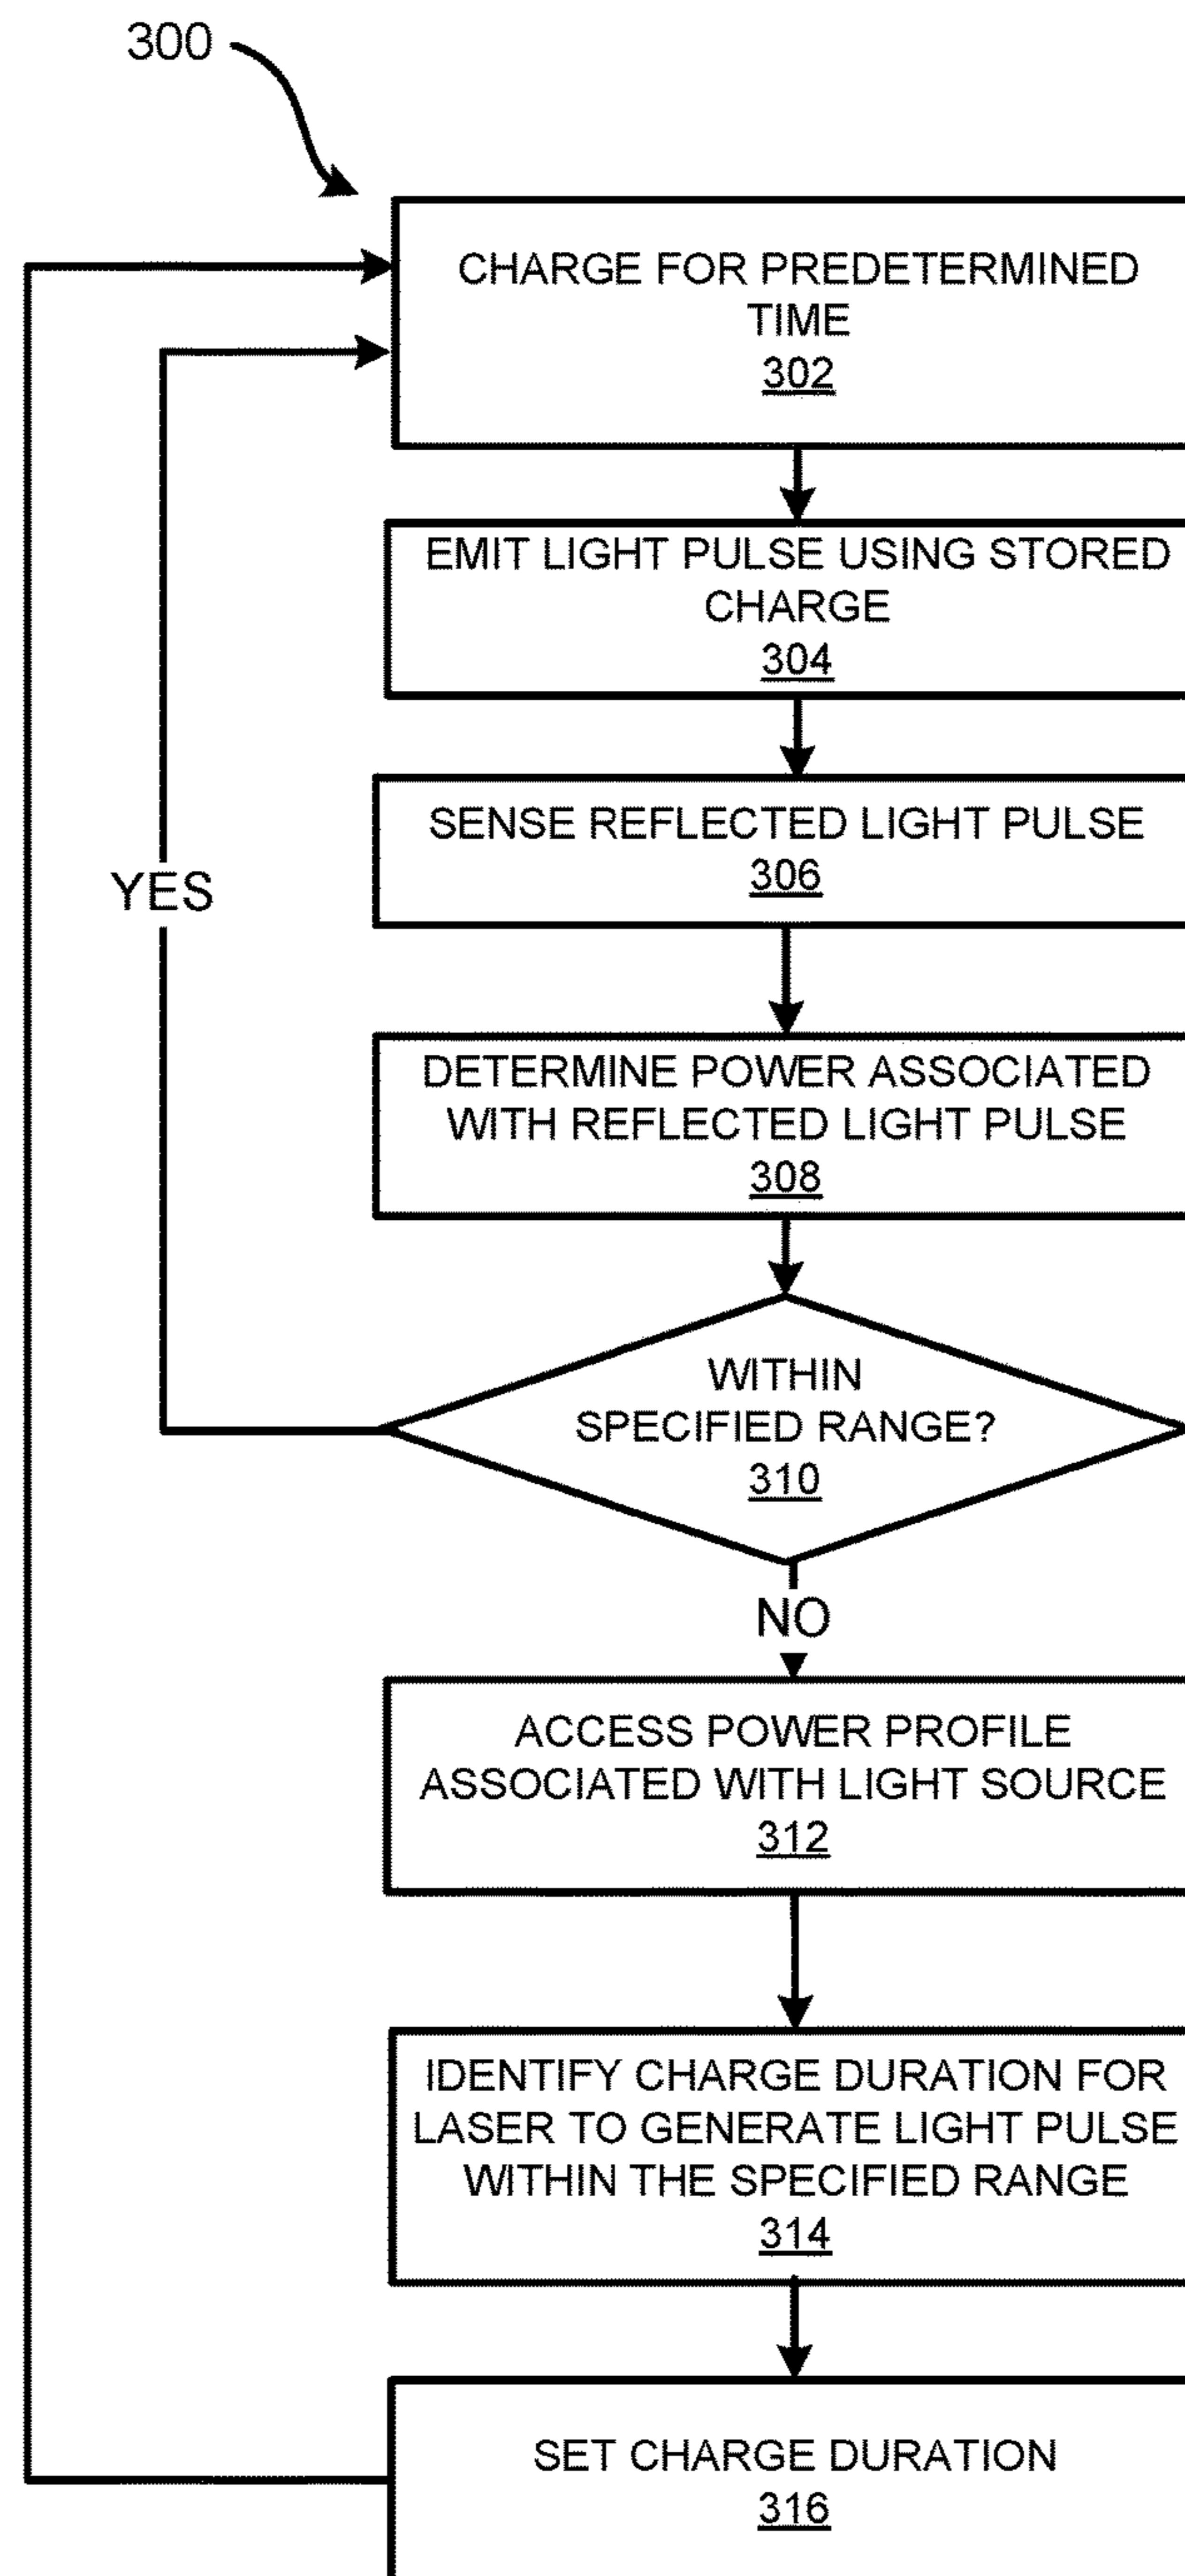 300
CHARGE FOR PREDETERMINED
TIME
302
EMIT LIGHT PULSE USING STORED
CHARGE
304
SENSE REFLECTED LIGHT PULSE
306
YES
DETERMINE POWER ASSOCIATED
WITH REFLECTED LIGHT PULSE
308
WITHIN
SPECIFIED RANGE?
310
NO
ACCESS POWER PROFILE
ASSOCIATED WITH LIGHT SOURCE
312
IDENTIFY CHARGE DURATION FOR
LASER TO GENERATE LIGHT PULSE
WITHIN THE SPECIFIED RANGE
314
SET CHARGE DURATION
316